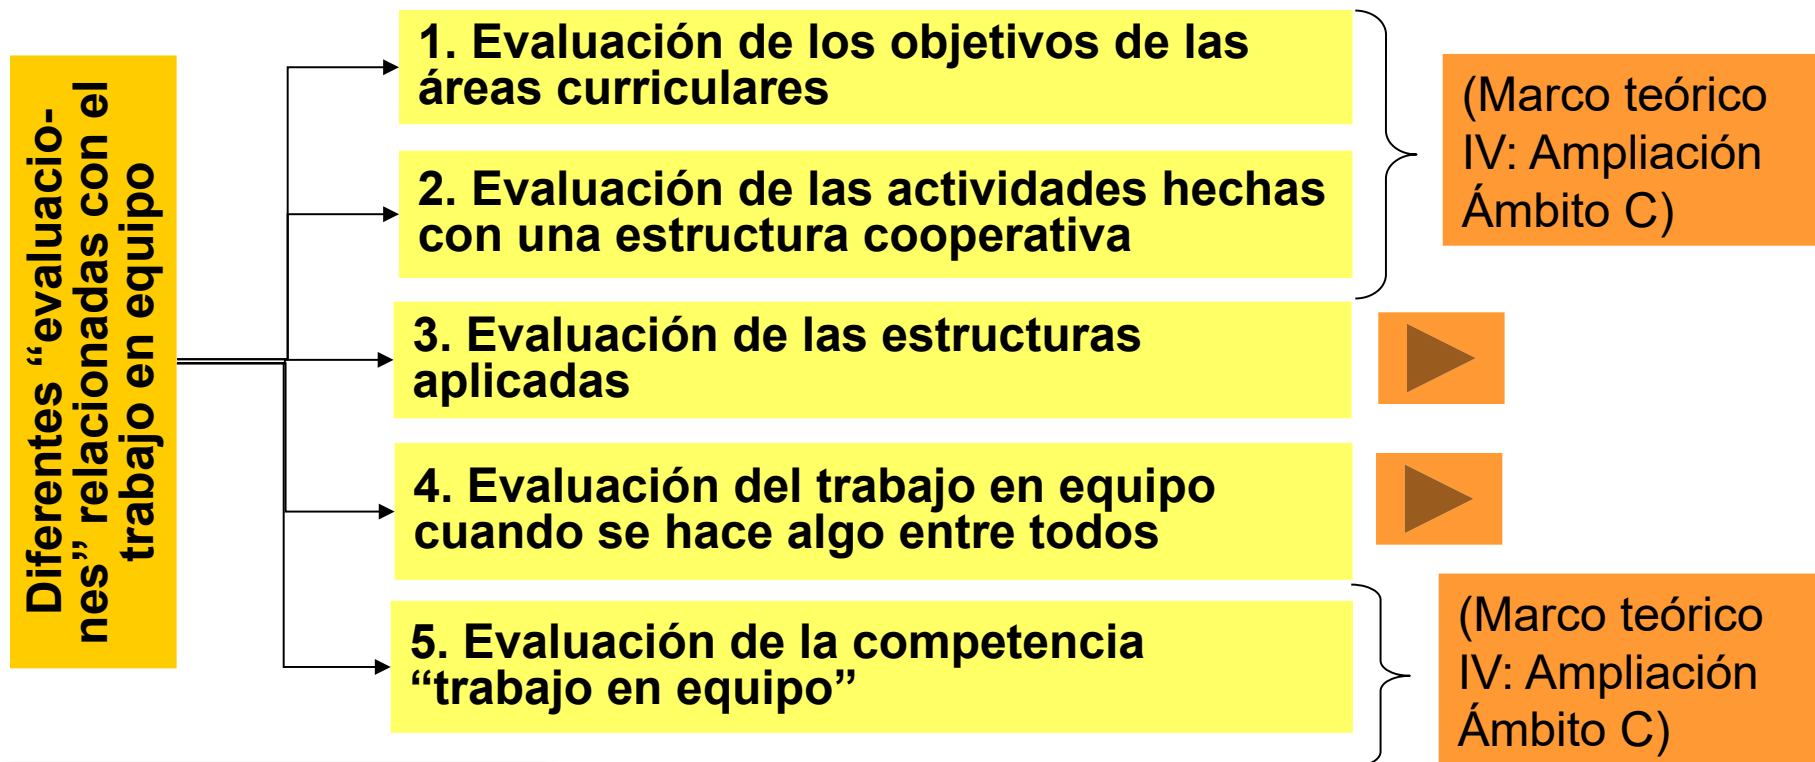 Diferentes “evaluacio-
nes” relacionadas con el
trabajo en equipo
1. Evaluación de los objetivos de las
áreas curriculares
2. Evaluación de las actividades hechas
con una estructura cooperativa
(Marco teórico
IV: Ampliación
Ámbito C)
3. Evaluación de las estructuras
aplicadas
4. Evaluación del trabajo en equipo
cuando se hace algo entre todos
5. Evaluación de la competencia
“trabajo en equipo”
(Marco teórico
IV: Ampliación
Ámbito C)